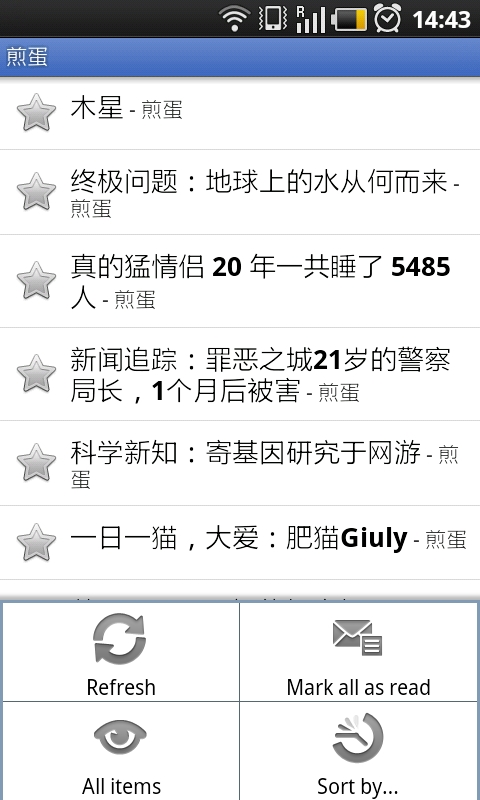 R 14:43
煎蛋
木星 - 煎蛋
终极问题：地球上的水从何而来 -
煎蛋
真的猛情侣 20 年一共睡了 5485
人 - 煎蛋
新闻追踪：罪恶之城21岁的警察
局长，1个月后被害 - 煎蛋
科学新知：寄基因研究于网游 - 煎
蛋
一日一猫，大爱：肥猫Giuly - 煎蛋
Refresh
Mark all as read
All items
Sort by...